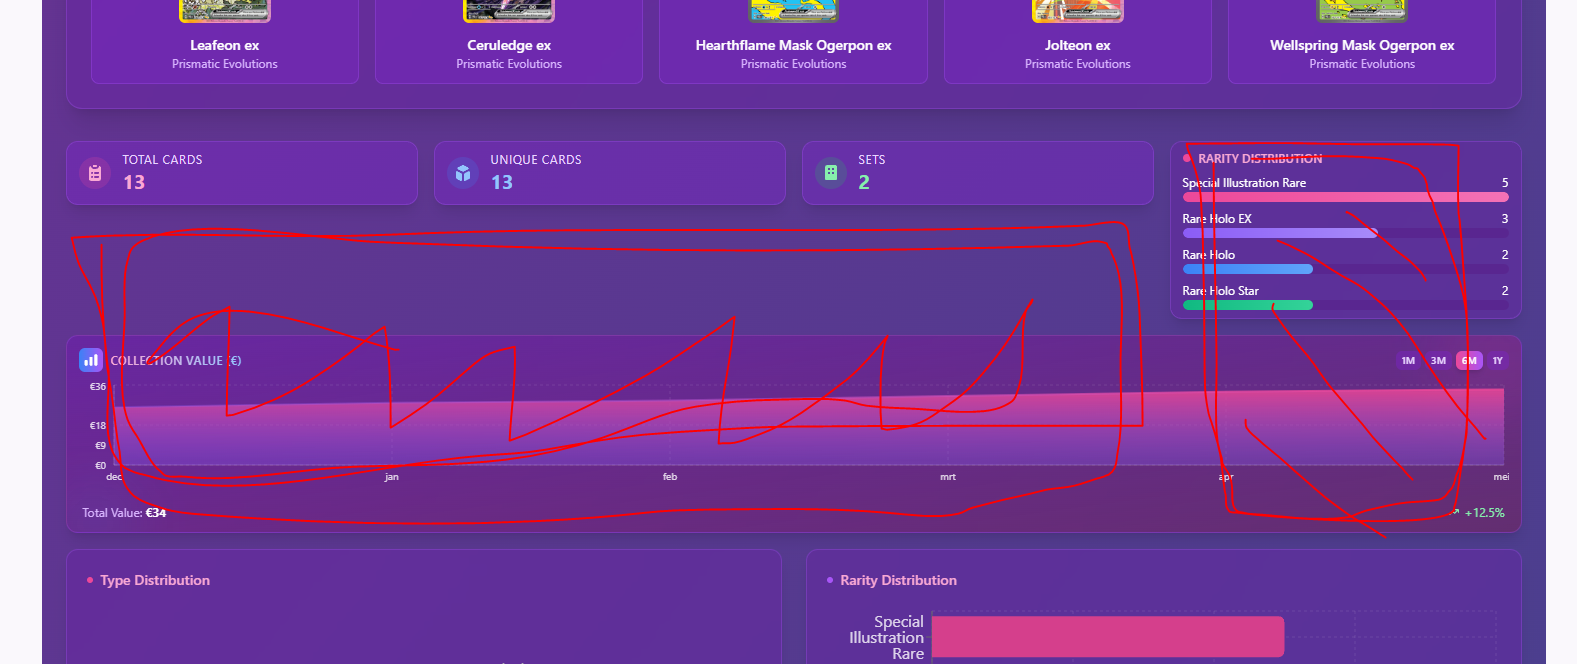 Leafeon ex
Prismatic Evolutions
Ceruledge ex
Prismatic Evolutions
Hearthflame Mask Ogerpon ex
Prismatic Evolutions
Jolteon ex
Prismatic Evolutions
Wellspring Mask Ogerpon ex
Prismatic Evolutions
TOTAL CARDS
13
UNIQUE CARDS
13
SETS
2
RARITY DISTRIBUTION
Special Illustration Rare 5
Rare Holo EX 3
Rare Holo 2
Rare Holo Star 2
COLLECTION VALUE (€)
1M 3M 6M 1Y
€36
€18
€9
€0
dec jan feb mrt apr mei
Total Value: €34
+12.5%
Type Distribution
Rarity Distribution
Special
Illustration
Rare